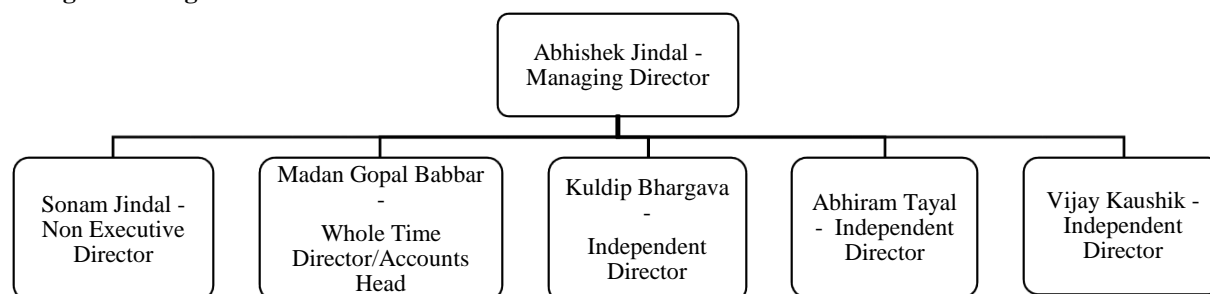 Abhishek Jindal -
Managing Director
Sonam Jindal -
Non Executive
Director
Madan Gopal Babbar
-
Whole Time
Director/Accounts
Head
Kuldip Bhargava
-
Independent
Director
Abhiram Tayal
- Independent
Director
Vijay Kaushik -
Independent
Director